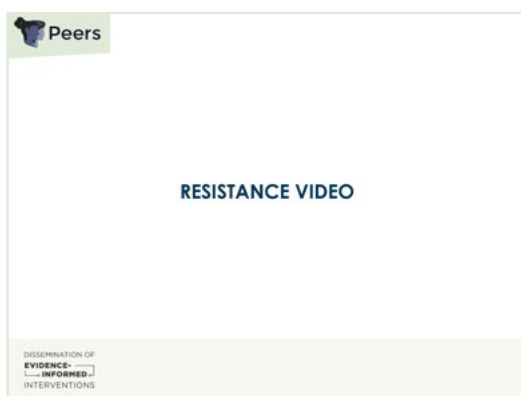 Peers
RESISTANCE VIDEO
DISSEMINATION OF
EVIDENCE-
INFORMED
INTERVENTIONS